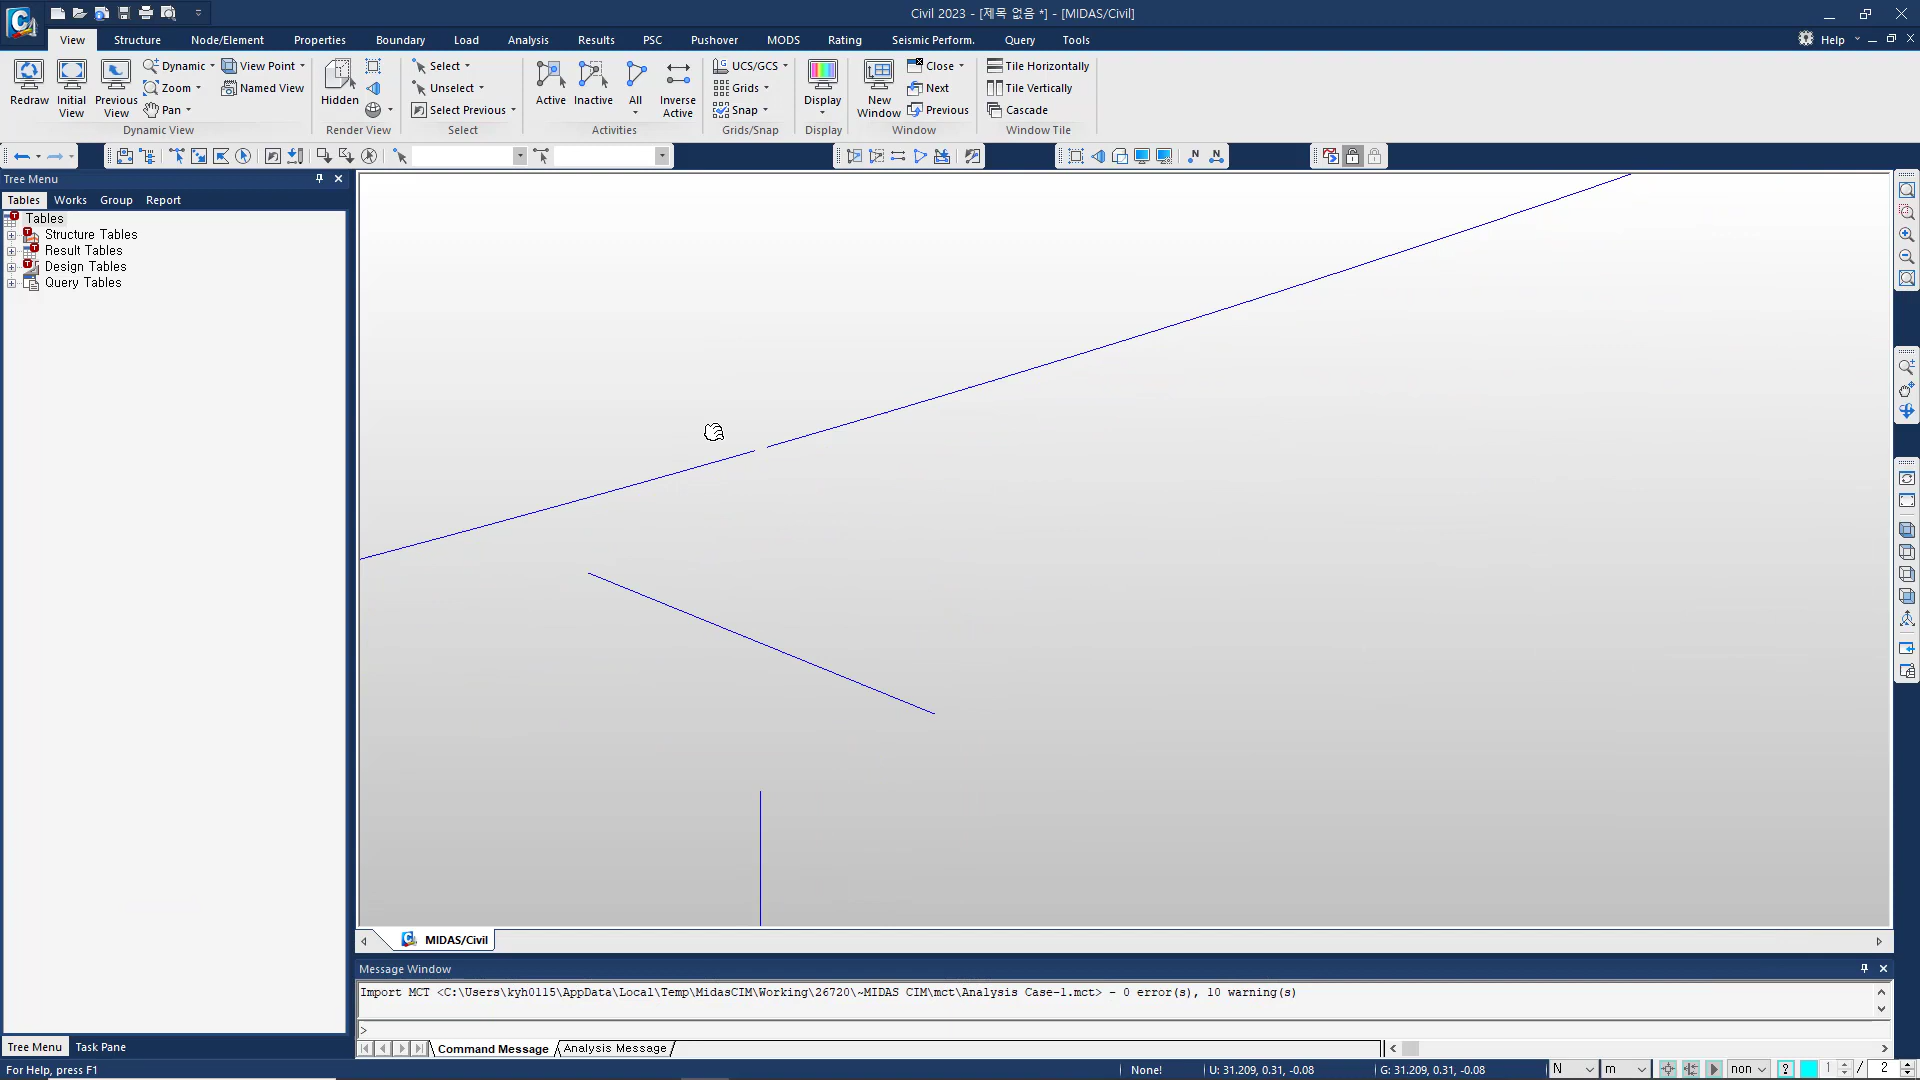 Civil 2023 - [제목 없음 *] - [MIDAS/Civil]
View Structure Node/Element Properties Boundary Load Analysis Results PSC Pushover MODS Rating Seismic Perform. Query Tools Help
Redraw
Initial View
Previous View
Dynamic
Zoom
Pan
View Point
Named View
Dynamic View
Hidden
Render View
Select
Unselect
Select Previous
Select
Active
Inactive
All
Inverse Active
Activities
UCS/GCS
Grids
Snap
Grids/Snap
Display
Display
New Window
Close
Next
Previous
Window
Tile Horizontally
Tile Vertically
Cascade
Window Tile
Tree Menu
Tables Works Group Report
Tables
Structure Tables
Result Tables
Design Tables
Query Tables
MIDAS/Civil
Message Window
Import MCT <C:\Users\kyh0115\AppData\Local\Temp\MidasCIM\Working\26720\~MIDAS CIM\mct\Analysis Case-1.mct> - 0 error(s), 10 warning(s)
>
Command Message Analysis Message
Tree Menu Task Pane
For Help, press F1 None! U: 31.209, 0.31, -0.08 G: 31.209, 0.31, -0.08 N m non ? 1 / 2